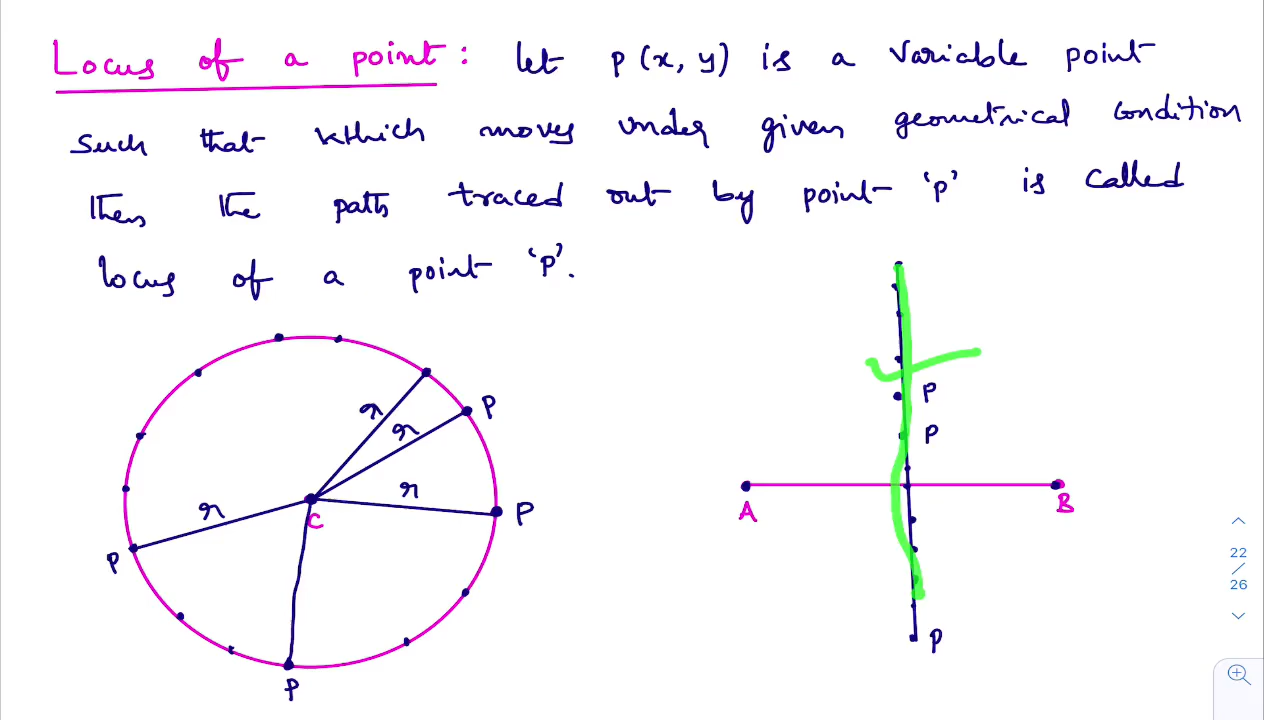 Locus of a point : let P(x, y) is a variable point
Such that which moves under given geometrical condition
then the path traced out by point 'P' is called
locus of a point 'P'.
r
r
P
r
P
r
C
P
P
P
P
A
B
P
22
/
26